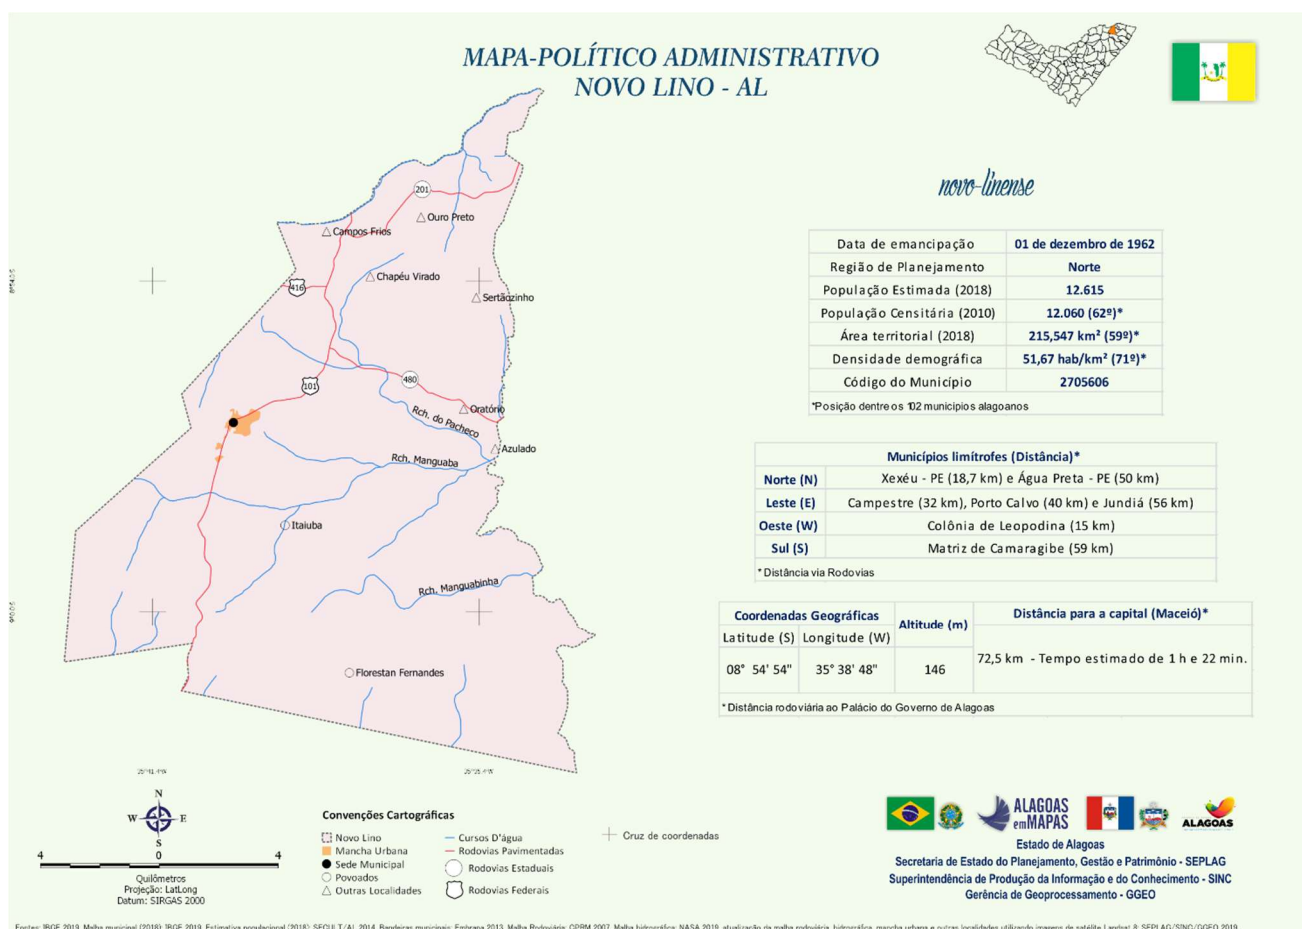 MAPA-POLÍTICO ADMINISTRATIVO
NOVO LINO - AL
novo-linense
Data de emancipação 01 de dezembro de 1962
Região de Planejamento Norte
População Estimada (2018) 12.615
População Censitária (2010) 12.060 (62º)*
Área territorial (2018) 215,547 km² (59º)*
Densidade demográfica 51,67 hab/km² (71º)*
Código do Município 2705606
*Posição dentre os 102 municipios alagoanos
Municípios limítrofes (Distância)*
Norte (N) Xexéu - PE (18,7 km) e Água Preta - PE (50 km)
Leste (E) Campestre (32 km), Porto Calvo (40 km) e Jundiá (56 km)
Oeste (W) Colônia de Leopodina (15 km)
Sul (S) Matriz de Camaragibe (59 km)
* Distância via Rodovias
Coordenadas Geográficas Altitude (m) Distância para a capital (Maceió)*
Latitude (S) Longitude (W)
08° 54' 54" 35° 38' 48" 146 72,5 km - Tempo estimado de 1 h e 22 min.
* Distância rodoviária ao Palácio do Governo de Alagoas
201
Ouro Preto
Campos Frios
Chapéu Virado
416
Sertãozinho
101
480
Oratório
Rch. do Pacheco
Azulado
Rch. Manguaba
Itaiuba
Rch. Manguabinha
Florestan Fernandes
N
W E
S
4 0 4
Quilômetros
Projeção: LatLong
Datum: SIRGAS 2000
Convenções Cartográficas
Novo Lino
Mancha Urbana
Sede Municipal
Povoados
Outras Localidades
Cursos D'água
Rodovias Pavimentadas
Rodovias Estaduais
Rodovias Federais
Cruz de coordenadas
ALAGOAS
emMAPAS
ALAGOAS
Estado de Alagoas
Secretaria de Estado do Planejamento, Gestão e Patrimônio - SEPLAG
Superintendência de Produção da Informação e do Conhecimento - SINC
Gerência de Geoprocessamento - GGEO